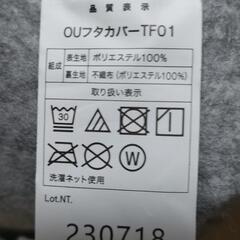 品質表示
OUフタカバーTF01
組成 表生地 ポリエステル100%
裏生地 不織布(ポリエステル100%)
取り扱い表示
30
W
洗濯ネット使用
Lot.NT.
230718